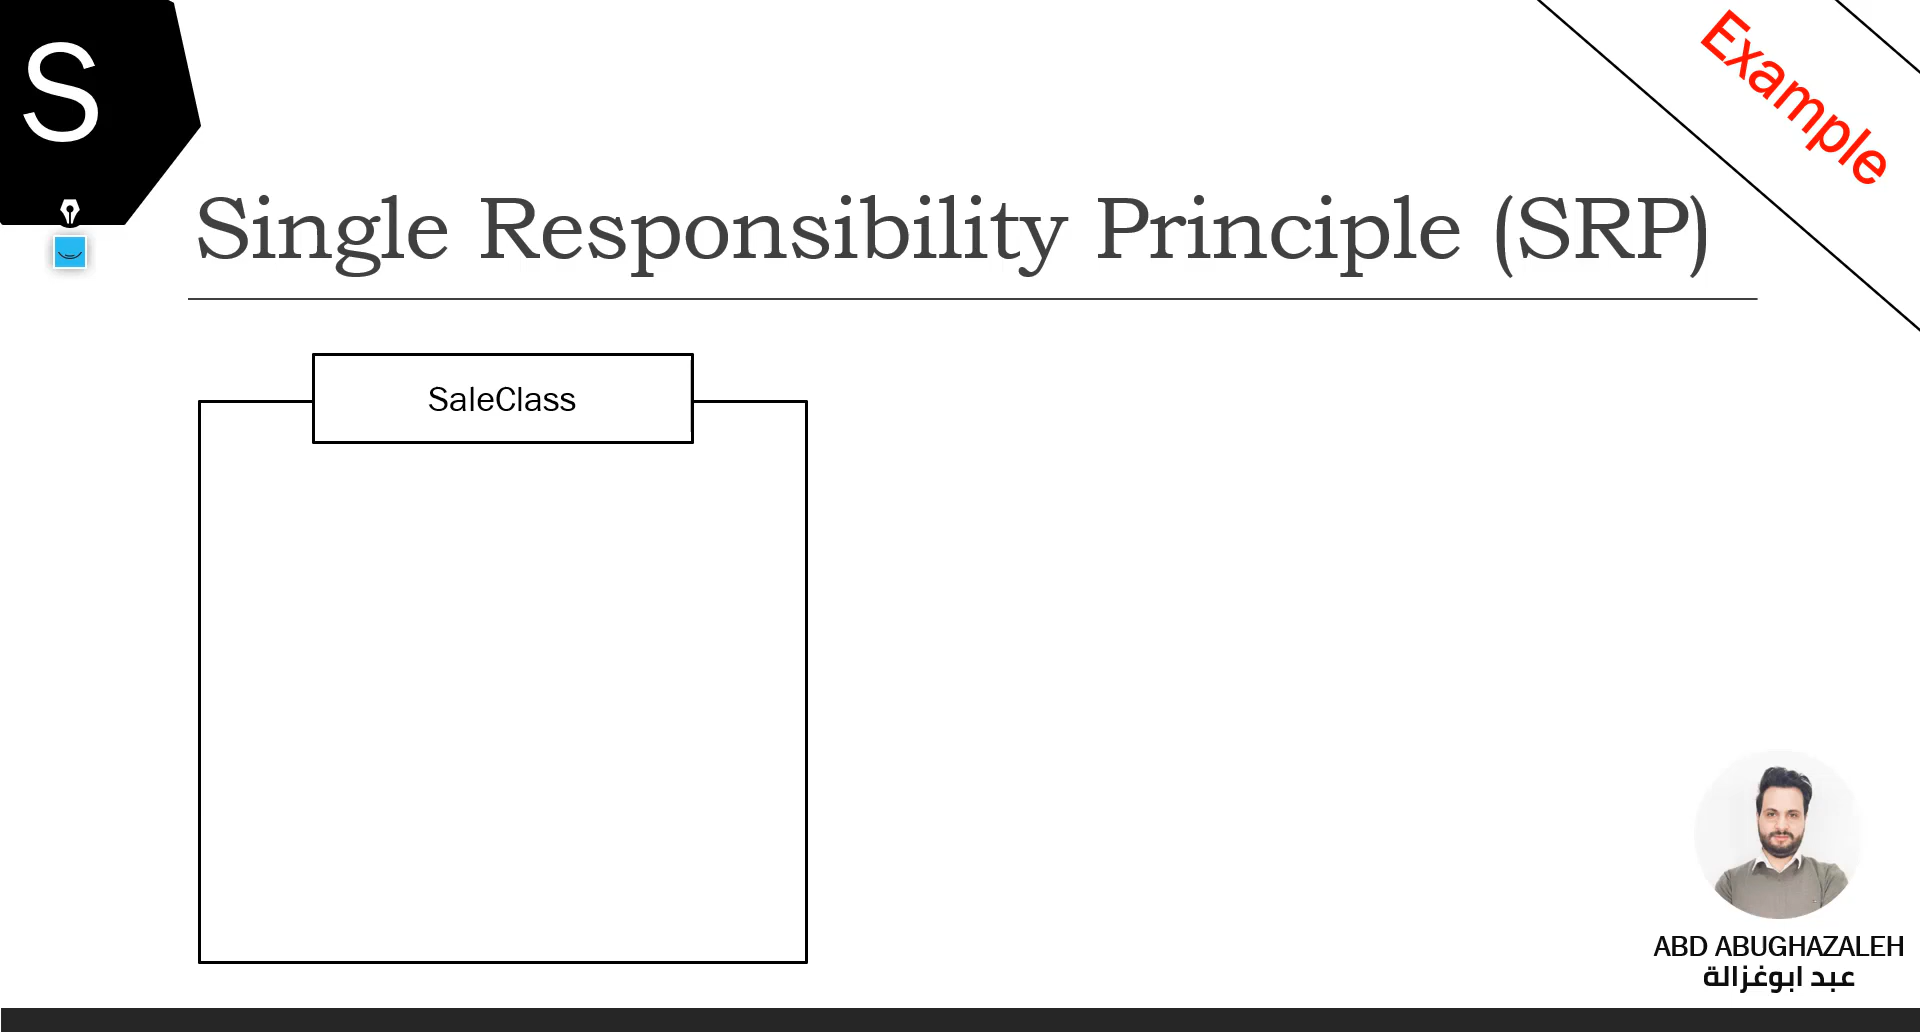 S
Example
Single Responsibility Principle (SRP)
SaleClass
ABD ABUGHAZALEH
عبد ابوغزالة